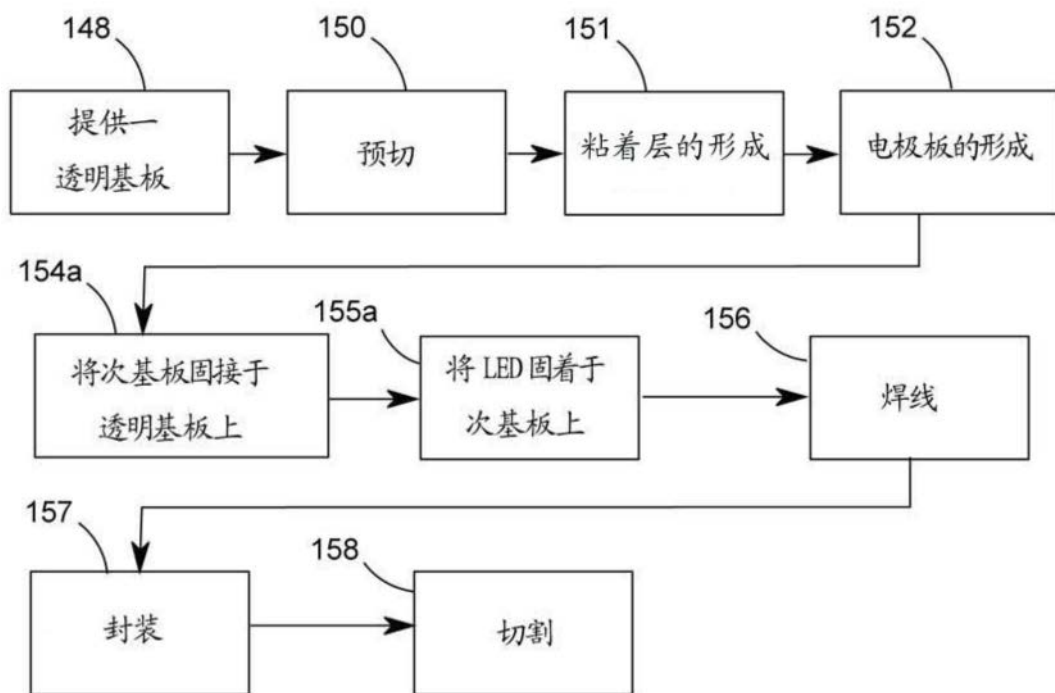 148
150
151
152
提供一
透明基板
预切
粘着层的形成
电极板的形成
154a
155a
156
将次基板固接于
透明基板上
将 LED 固着于
次基板上
焊线
157
158
封装
切割